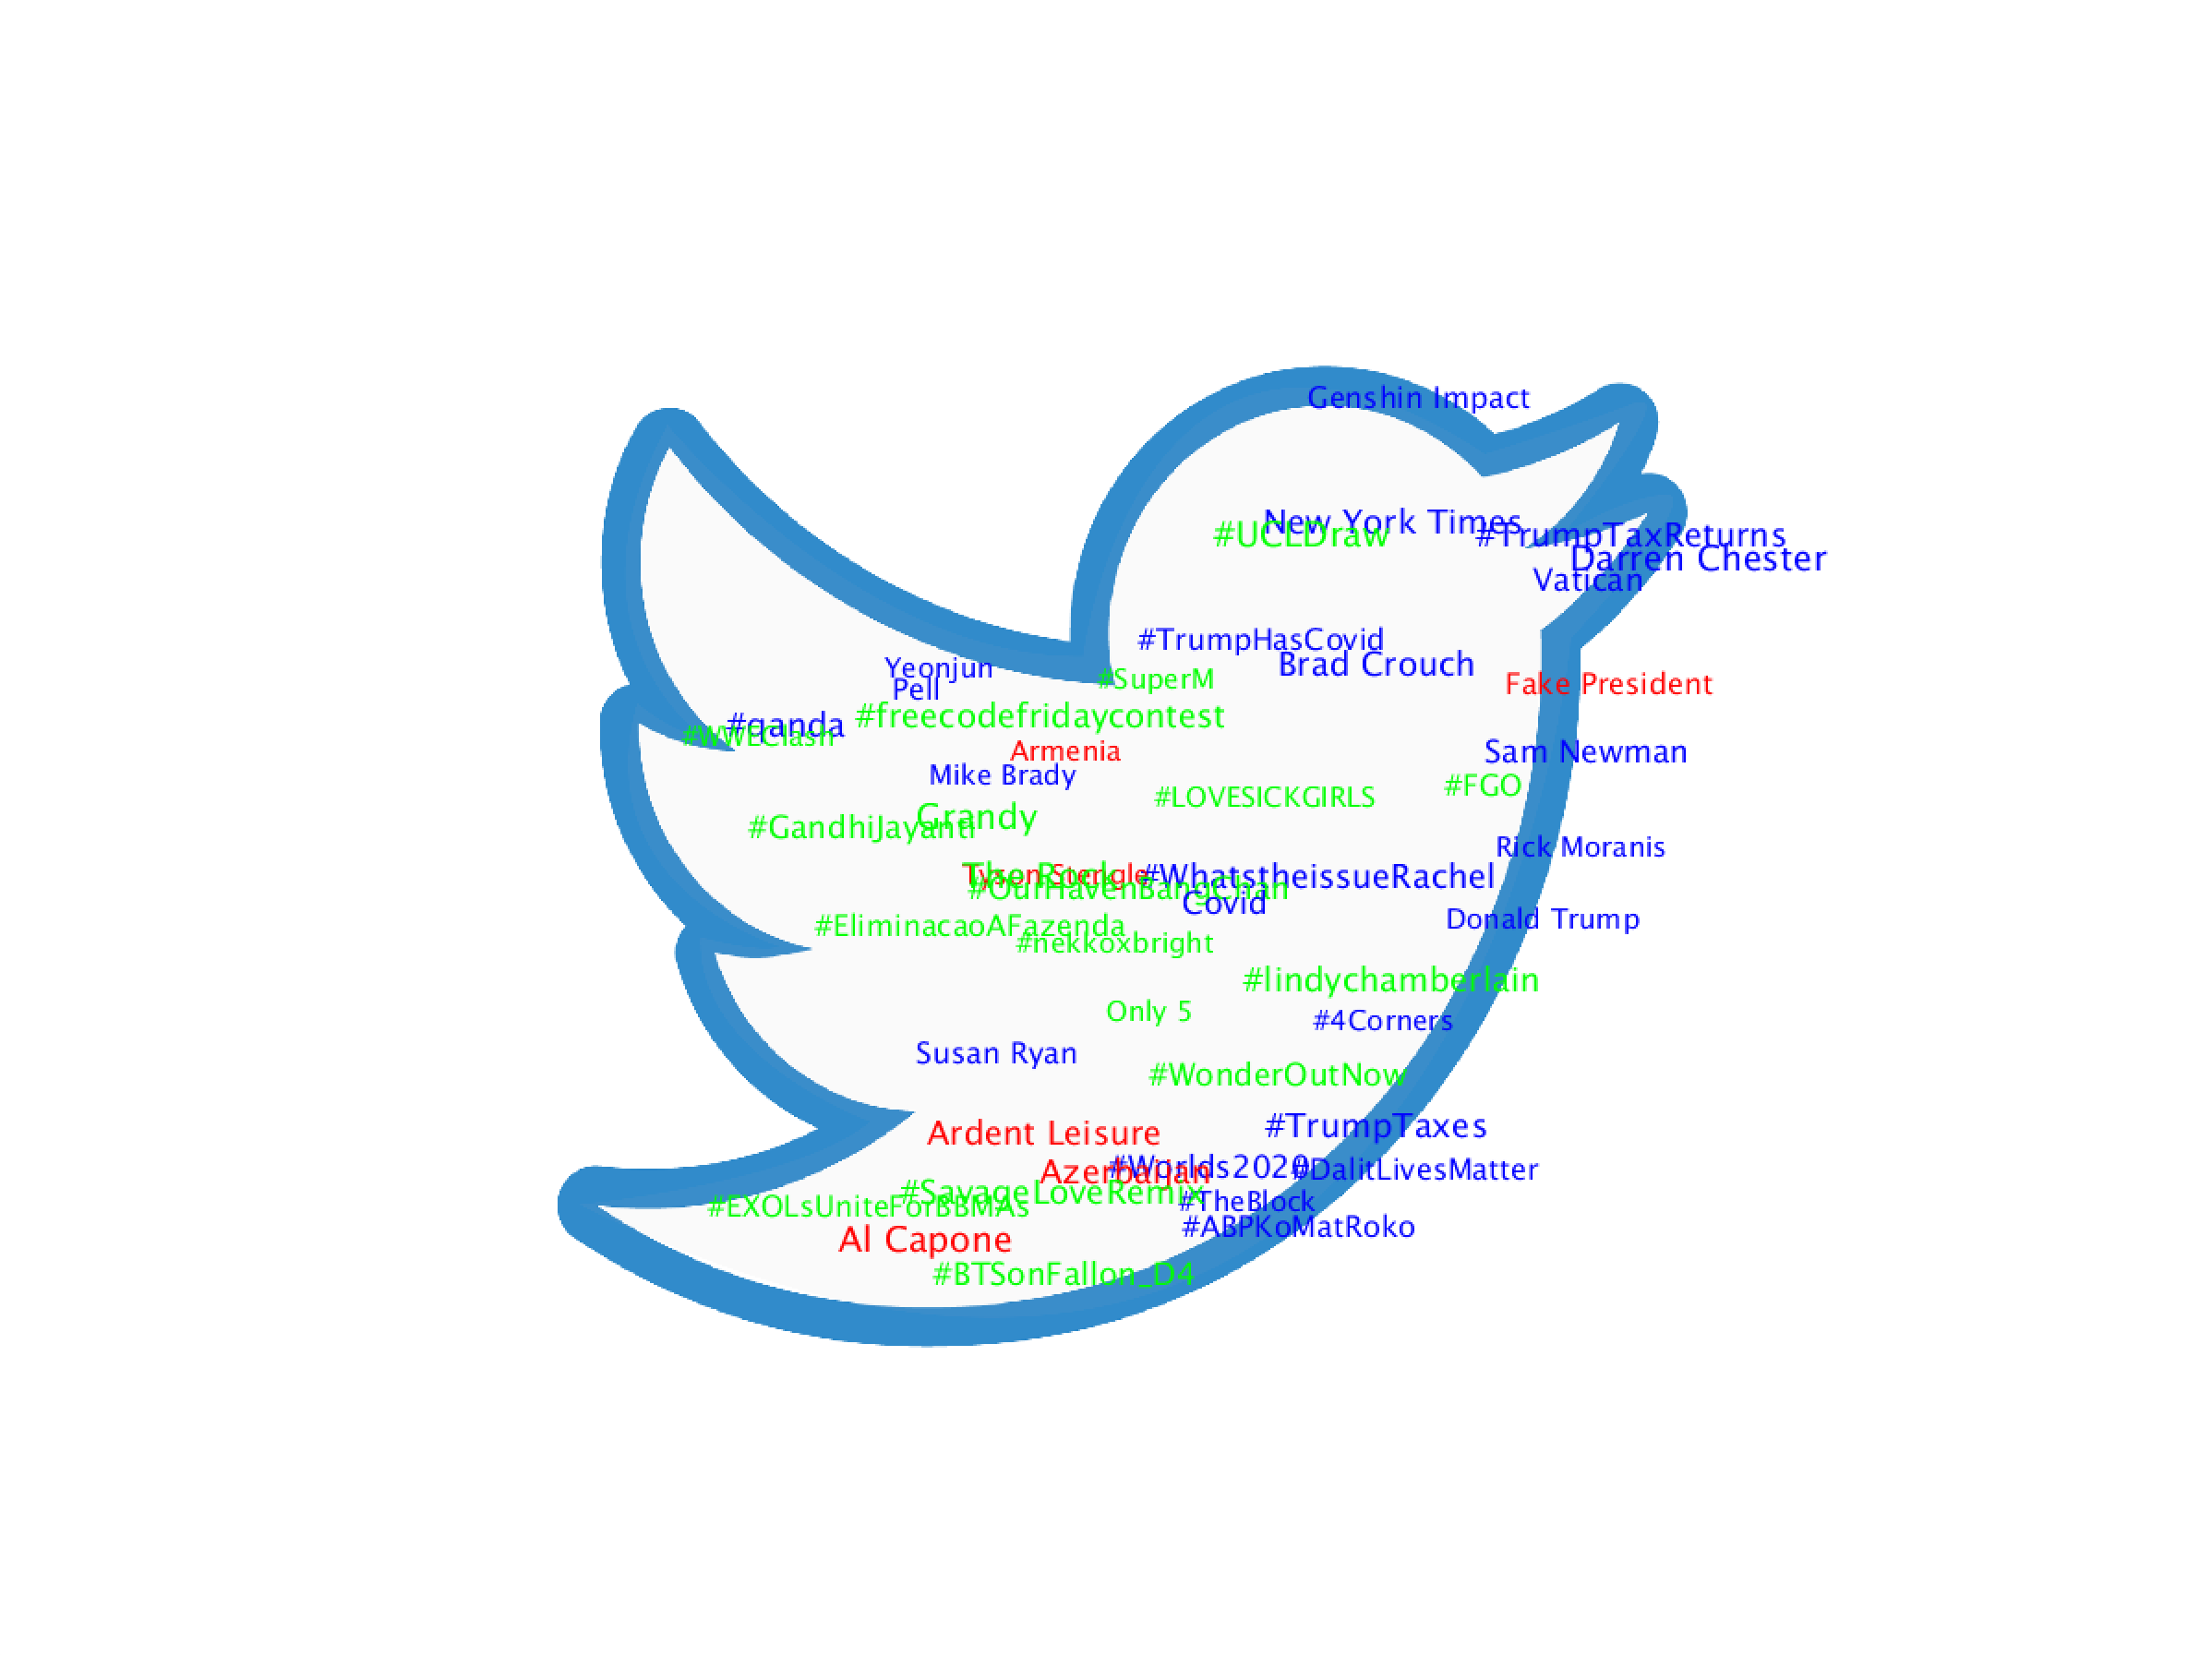 Genshin Impact
New York Times
#UCLDraw
#TrumpTaxReturns
Darren Chester
Vatican
#TrumpHasCovid
Brad Crouch
Yeonjun
#SuperM
Fake President
Pell
#freecodefridaycontest
#qanda
#WWEClash
Armenia
Sam Newman
Mike Brady
#FGO
#LOVESICKGIRLS
Grandy
#GandhiJayanti
Rick Moranis
The Rock
Tyson Stengle
#WhatstheissueRachel
#OurHavenBangChan
Covid
Donald Trump
#EliminacaoAFazenda
#nekkoxbright
#lindychamberlain
Only 5
#4Corners
Susan Ryan
#WonderOutNow
#TrumpTaxes
Ardent Leisure
#Worlds2020
#DalitLivesMatter
Azerbaijan
#SavageLoveRemix
#TheBlock
#EXOLsUniteForBBMAs
#ABPKoMatRoko
Al Capone
#BTSonFallon_D4